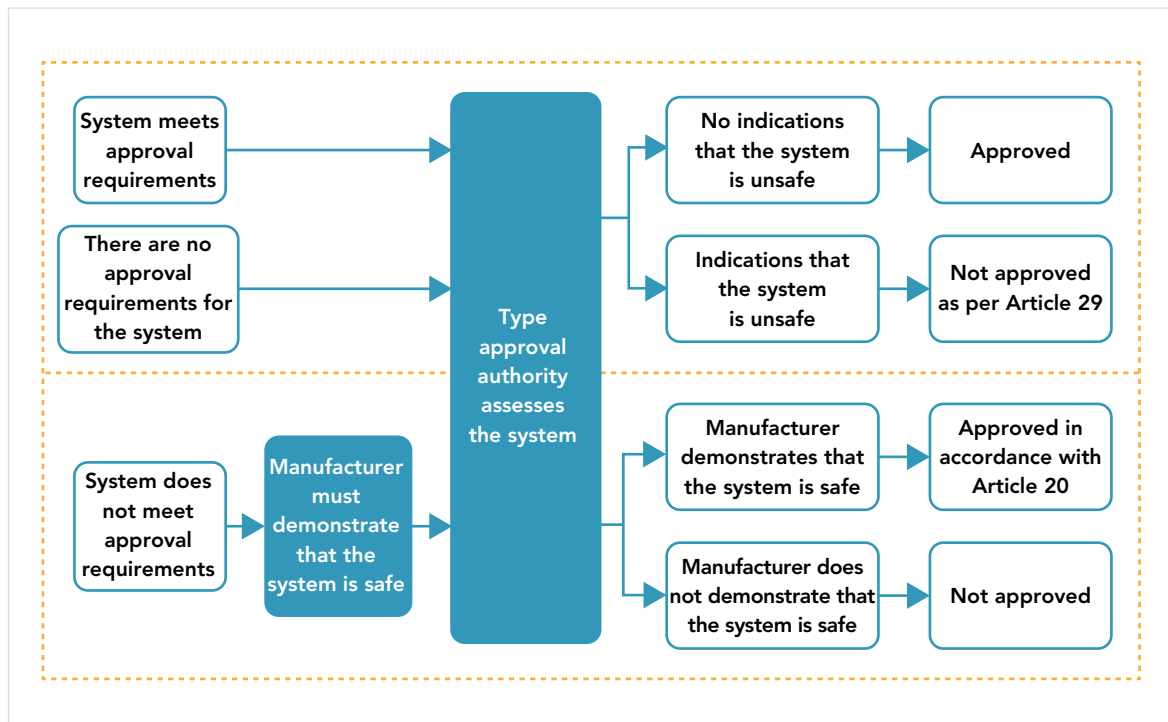 System meets
approval
requirements
There are no
approval
requirements for
the system
Type
approval
authority
assesses
the system
No indications
that the system
is unsafe
Approved
Indications that
the system
is unsafe
Not approved
as per Article 29
System does
not meet
approval
requirements
Manufacturer
must
demonstrate
that the
system is safe
Manufacturer
demonstrates that
the system is safe
Approved in
accordance with
Article 20
Manufacturer does
not demonstrate that
the system is safe
Not approved